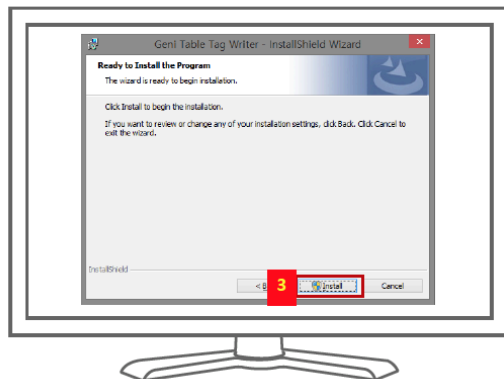 Geni Table Tag Writer - InstallShield Wizard
Ready to Install the Program
The wizard is ready to begin installation.
Click Install to begin the installation.
If you want to review or change any of your installation settings, click Back. Click Cancel to
exit the wizard.
InstallShield
< B 3 Install Cancel